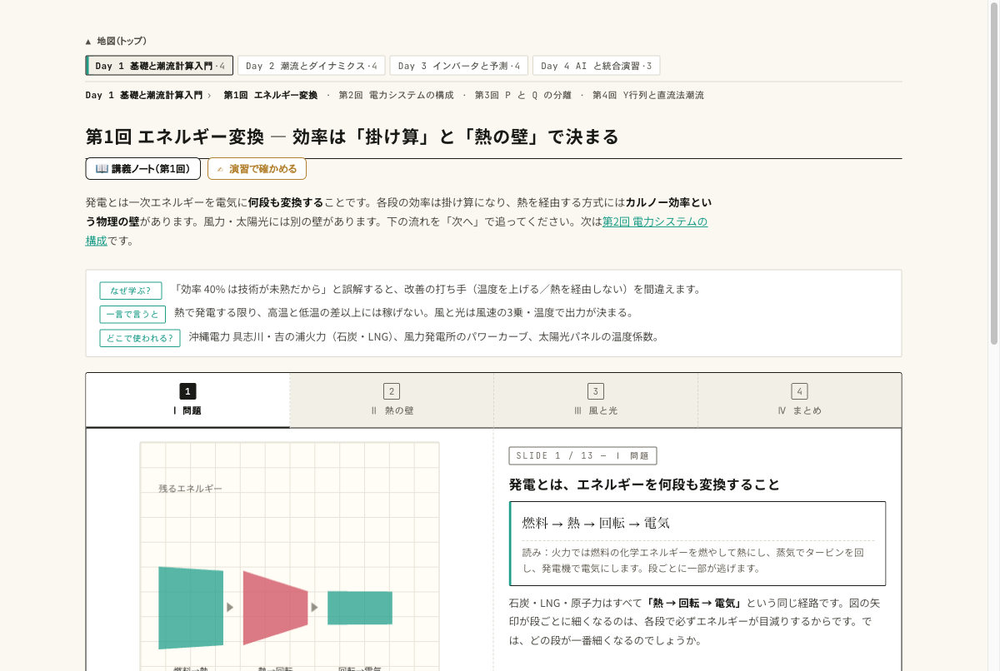 ▲ 地図(トップ)
Day 1 基礎と潮流計算入門·4 Day 2 潮流とダイナミクス·4 Day 3 インバータと予測·4 Day 4 AI と統合演習·3
Day 1 基礎と潮流計算入門 › 第1回 エネルギー変換 · 第2回 電力システムの構成 · 第3回 P と Q の分離 · 第4回 Y行列と直流法潮流
第1回 エネルギー変換 — 効率は「掛け算」と「熱の壁」で決まる
📖 講義ノート(第1回) ✍ 演習で確かめる
発電とは一次エネルギーを電気に何段も変換することです。各段の効率は掛け算になり、熱を経由する方式にはカルノー効率とい
う物理の壁があります。風力・太陽光には別の壁があります。下の流れを「次へ」で追ってください。次は第2回 電力システムの
構成です。
なぜ学ぶ? 「効率 40% は技術が未熟だから」と誤解すると、改善の打ち手（温度を上げる／熱を経由しない）を間違えます。
一言で言うと 熱で発電する限り、高温と低温の差以上には稼げない。風と光は風速の3乗・温度で出力が決まる。
どこで使われる? 沖縄電力 具志川・吉の浦火力（石炭・LNG）、風力発電所のパワーカーブ、太陽光パネルの温度係数。
1 2 3 4
Ⅰ 問題 Ⅱ 熱の壁 Ⅲ 風と光 Ⅳ まとめ
残るエネルギー
燃料→熱 熱→回転 回転→電気
SLIDE 1 / 13 — Ⅰ 問題
発電とは、エネルギーを何段も変換すること
燃料 → 熱 → 回転 → 電気
読み：火力では燃料の化学エネルギーを燃やして熱にし、蒸気でタービンを回
し、発電機で電気にします。段ごとに一部が逃げます。
石炭・LNG・原子力はすべて「熱 → 回転 → 電気」という同じ経路です。図の矢
印が段ごとに細くなるのは、各段で必ずエネルギーが目減りするからです。で
は、どの段が一番細くなるのでしょうか。